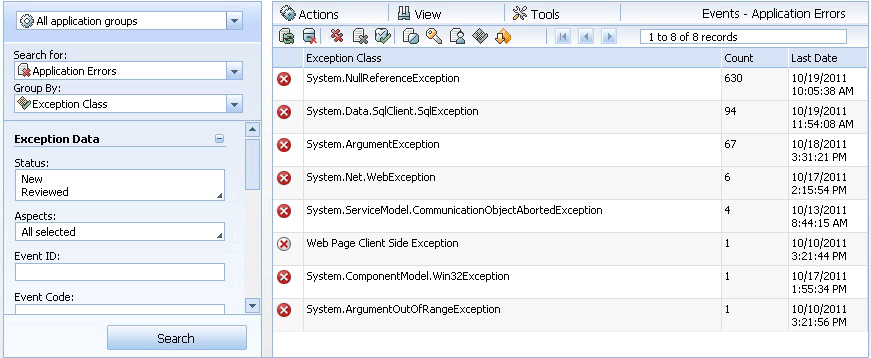 All application groups
Search for:
Application Errors
Group By:
Exception Class
Exception Data
Status:
New
Reviewed
Aspects:
All selected
Event ID:
Event Code:
Search
Actions View Tools Events - Application Errors
1 to 8 of 8 records
Exception Class Count Last Date
System.NullReferenceException 630 10/19/2011
10:05:38 AM
System.Data.SqlClient.SqlException 94 10/19/2011
11:54:08 AM
System.ArgumentException 67 10/18/2011
3:31:21 PM
System.Net.WebException 6 10/17/2011
2:15:54 PM
System.ServiceModel.CommunicationObjectAbortedException 4 10/13/2011
8:44:15 AM
Web Page Client Side Exception 1 10/10/2011
3:21:44 PM
System.ComponentModel.Win32Exception 1 10/17/2011
1:55:34 PM
System.ArgumentOutOfRangeException 1 10/10/2011
3:21:56 PM